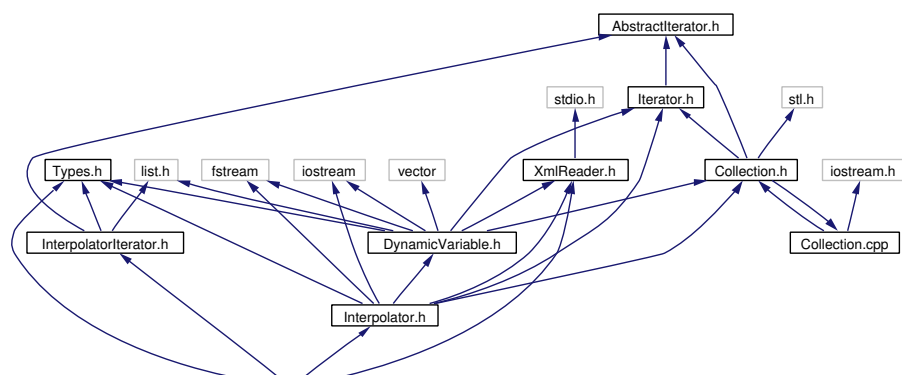 AbstractIterator.h
stdio.h
Iterator.h
stl.h
Types.h
list.h
fstream
iostream
vector
XmlReader.h
Collection.h
iostream.h
InterpolatorIterator.h
DynamicVariable.h
Collection.cpp
Interpolator.h